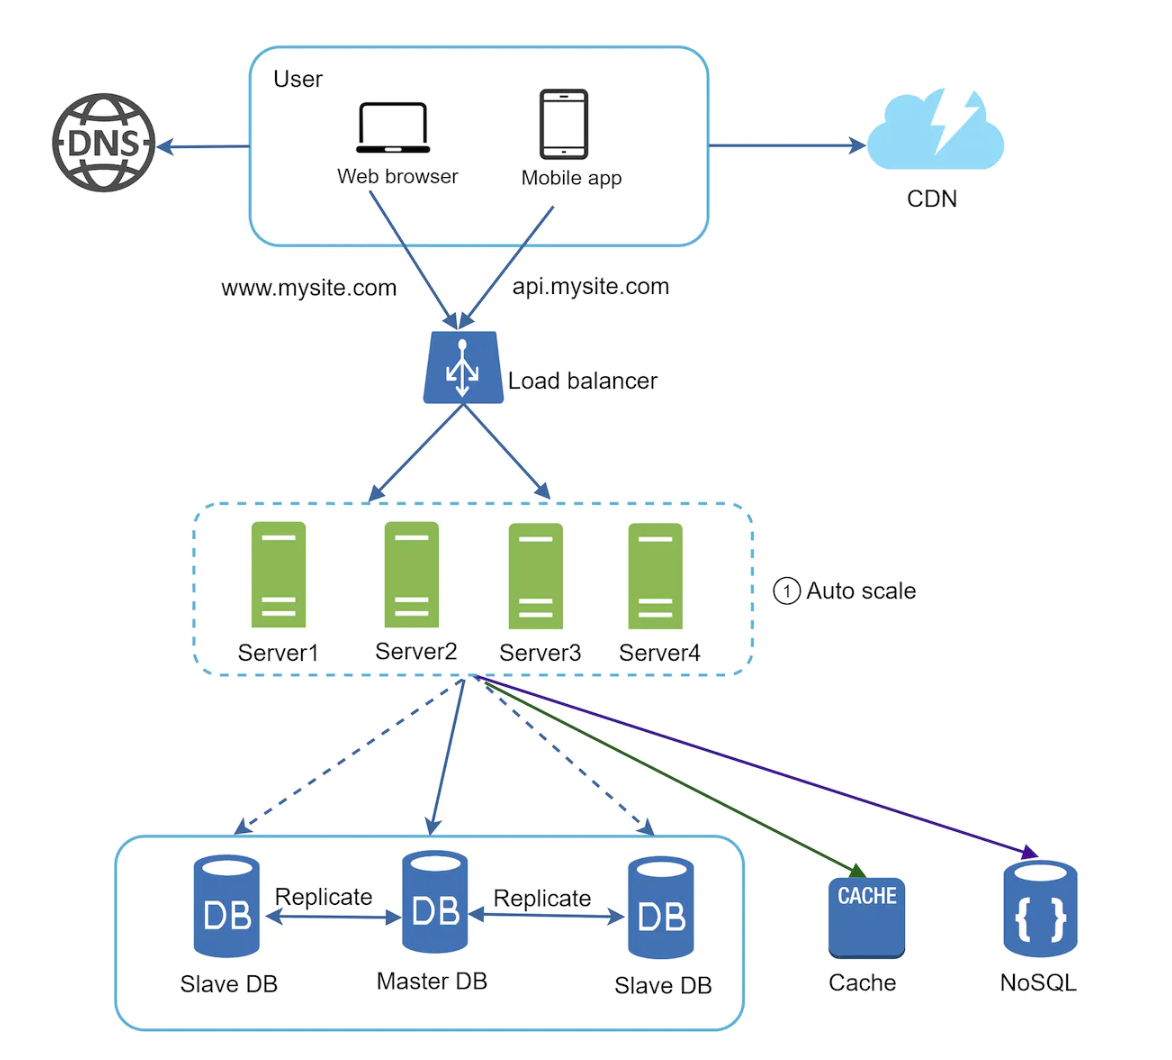 User
DNS
Web browser
Mobile app
CDN
www.mysite.com
api.mysite.com
Load balancer
Server1
Server2
Server3
Server4
1 Auto scale
DB
Replicate
DB
Replicate
DB
CACHE
{ }
Slave DB
Master DB
Slave DB
Cache
NoSQL